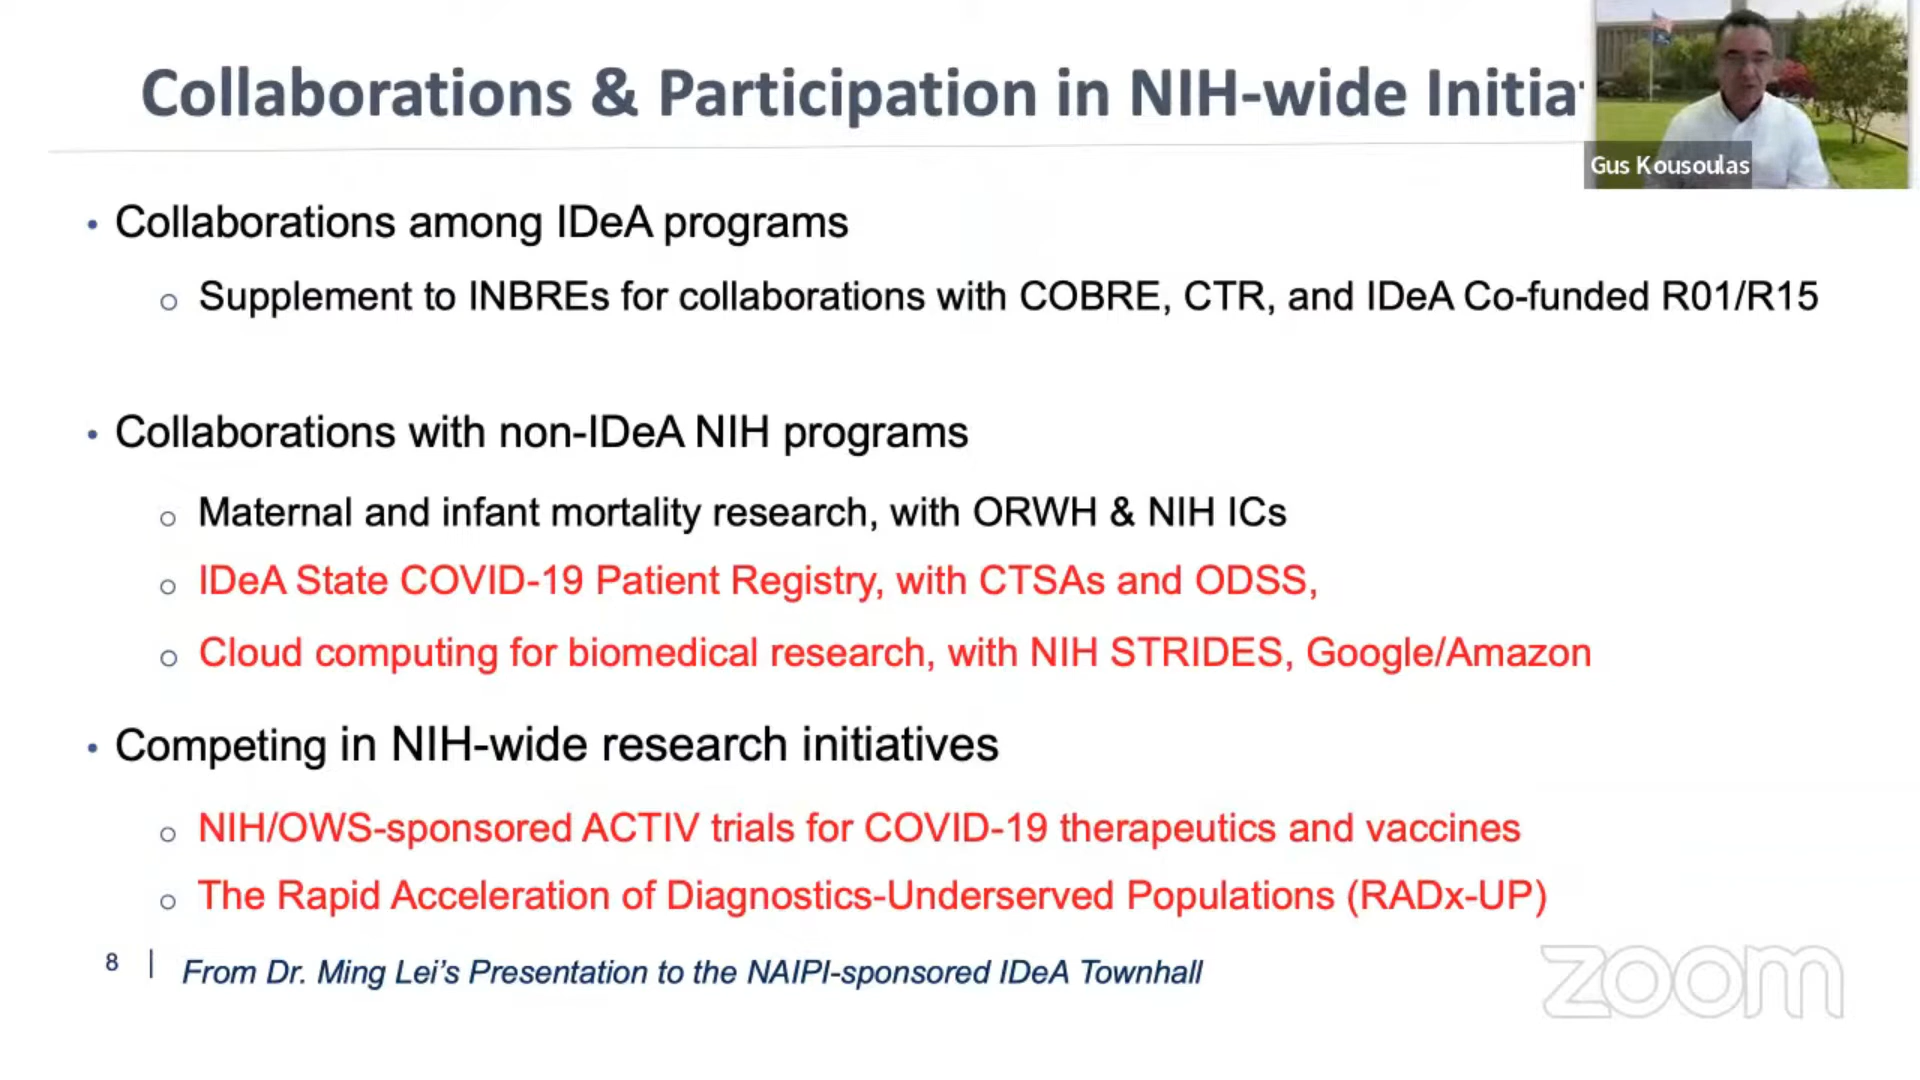 Collaborations & Participation in NIH-wide Initia
Gus Kousoulas
• Collaborations among IDeA programs
o Supplement to INBREs for collaborations with COBRE, CTR, and IDeA Co-funded R01/R15
• Collaborations with non-IDeA NIH programs
o Maternal and infant mortality research, with ORWH & NIH ICs
o IDeA State COVID-19 Patient Registry, with CTSAs and ODSS,
o Cloud computing for biomedical research, with NIH STRIDES, Google/Amazon
• Competing in NIH-wide research initiatives
o NIH/OWS-sponsored ACTIV trials for COVID-19 therapeutics and vaccines
o The Rapid Acceleration of Diagnostics-Underserved Populations (RADx-UP)
8 | From Dr. Ming Lei’s Presentation to the NAIPI-sponsored IDeA Townhall
zoom